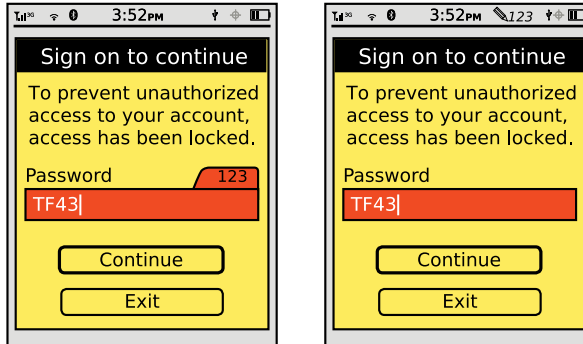 3G 3:52PM
Sign on to continue
To prevent unauthorized
access to your account,
access has been locked.
Password 123
TF43
Continue
Exit
3G 3:52PM 123
Sign on to continue
To prevent unauthorized
access to your account,
access has been locked.
Password
TF43
Continue
Exit